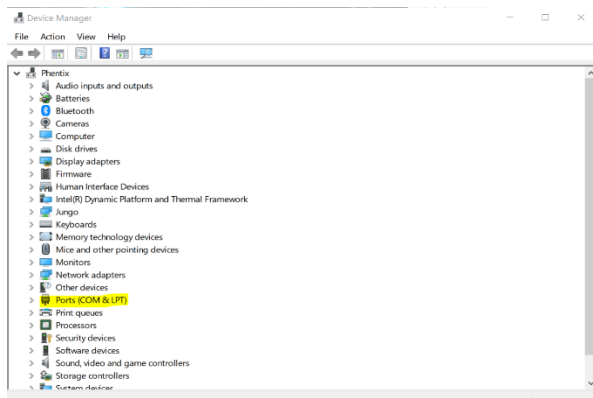 Device Manager
File Action View Help
Phentix
Audio inputs and outputs
Batteries
Bluetooth
Cameras
Computer
Disk drives
Display adapters
Firmware
Human Interface Devices
Intel(R) Dynamic Platform and Thermal Framework
Jungo
Keyboards
Memory technology devices
Mice and other pointing devices
Monitors
Network adapters
Other devices
Ports (COM & LPT)
Print queues
Processors
Security devices
Software devices
Sound, video and game controllers
Storage controllers
System devices